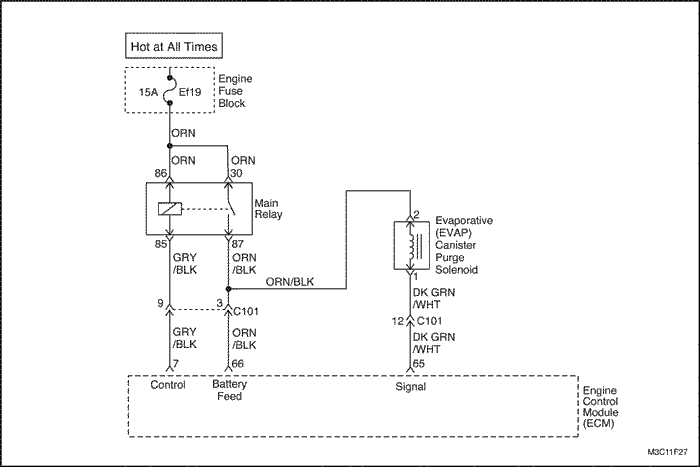 Hot at All Times
15A
Ef19
Engine
Fuse
Block
ORN
ORN
ORN
86
30
Main
Relay
85
87
GRY
/BLK
ORN
/BLK
ORN/BLK
2
Evaporative
(EVAP)
Canister
Purge
Solenoid
1
DK GRN
/WHT
9
3
C101
12
C101
GRY
/BLK
ORN
/BLK
DK GRN
/WHT
7
66
65
Control
Battery
Feed
Signal
Engine
Control
Module
(ECM)
M3C11F27